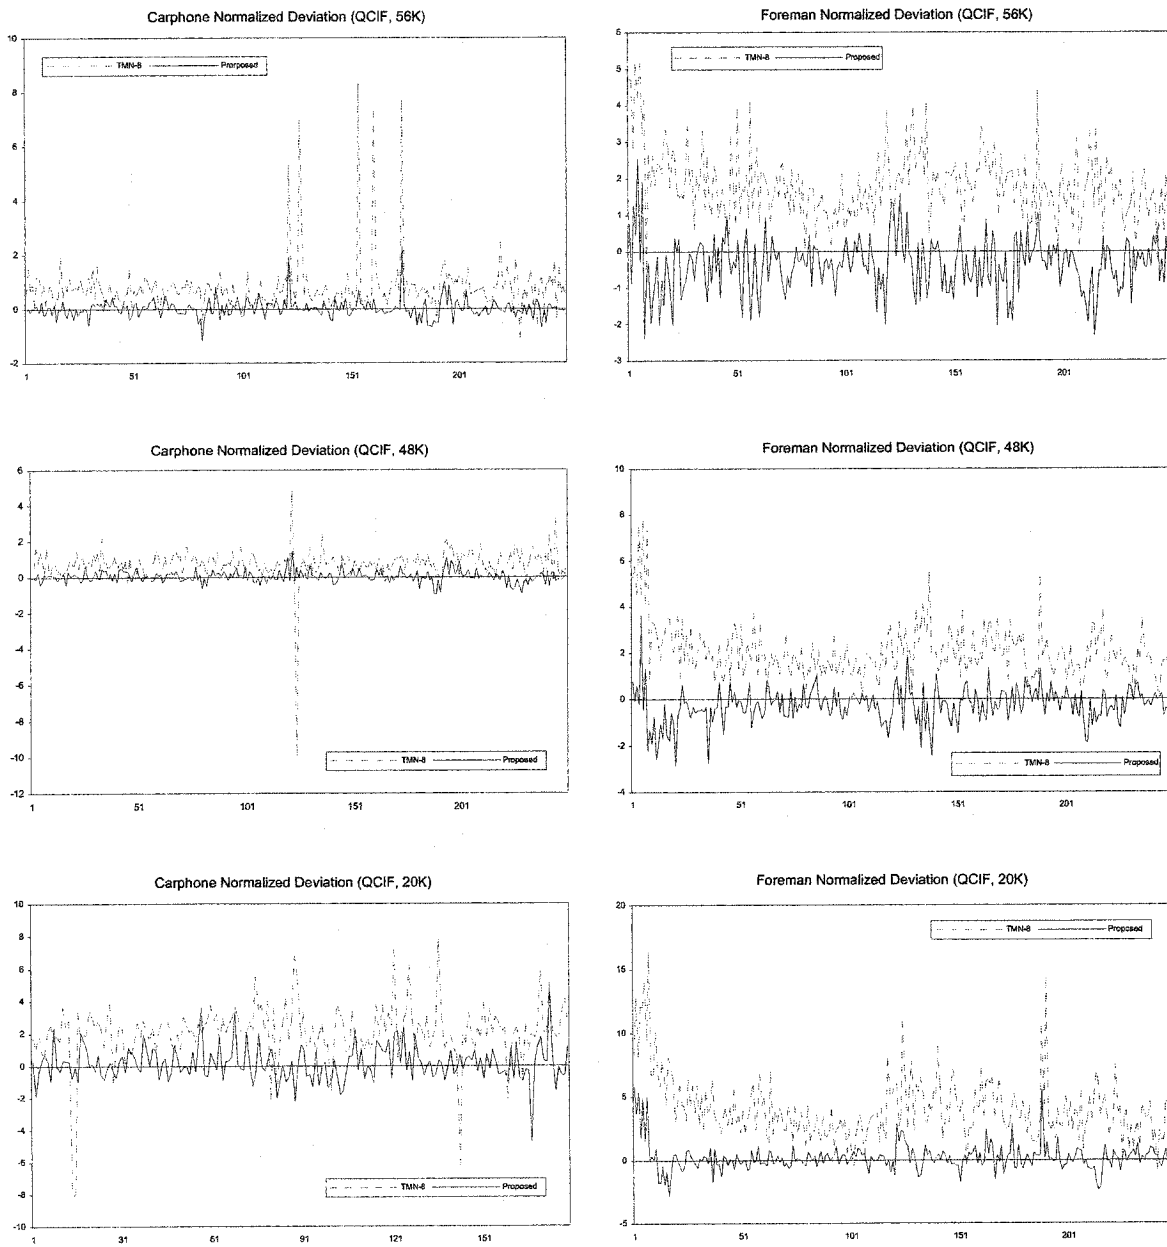 Carphone Normalized Deviation (QCIF, 56K)
10
8
6
4
2
0
-2
TMN-8 Prorposed
1 51 101 151 201
Foreman Normalized Deviation (QCIF, 56K)
5
5
4
3
2
1
0
-1
-2
-3
TMN-8 Proposed
1 51 101 151 201
Carphone Normalized Deviation (QCIF, 48K)
6
4
2
0
-2
-4
-6
-8
-10
-12
TMN-8 Proposed
1 51 101 151 201
Foreman Normalized Deviation (QCIF, 48K)
10
8
6
4
2
0
-2
-4
TMN-8 Proposed
1 51 101 151 201
Carphone Normalized Deviation (QCIF, 20K)
10
8
6
4
2
0
-2
-4
-6
-8
-10
TMN-8 Proposed
1 31 61 91 121 151
Foreman Normalized Deviation (QCIF, 20K)
20
15
10
5
0
-5
TMN-8 Proposed
1 51 101 151 201